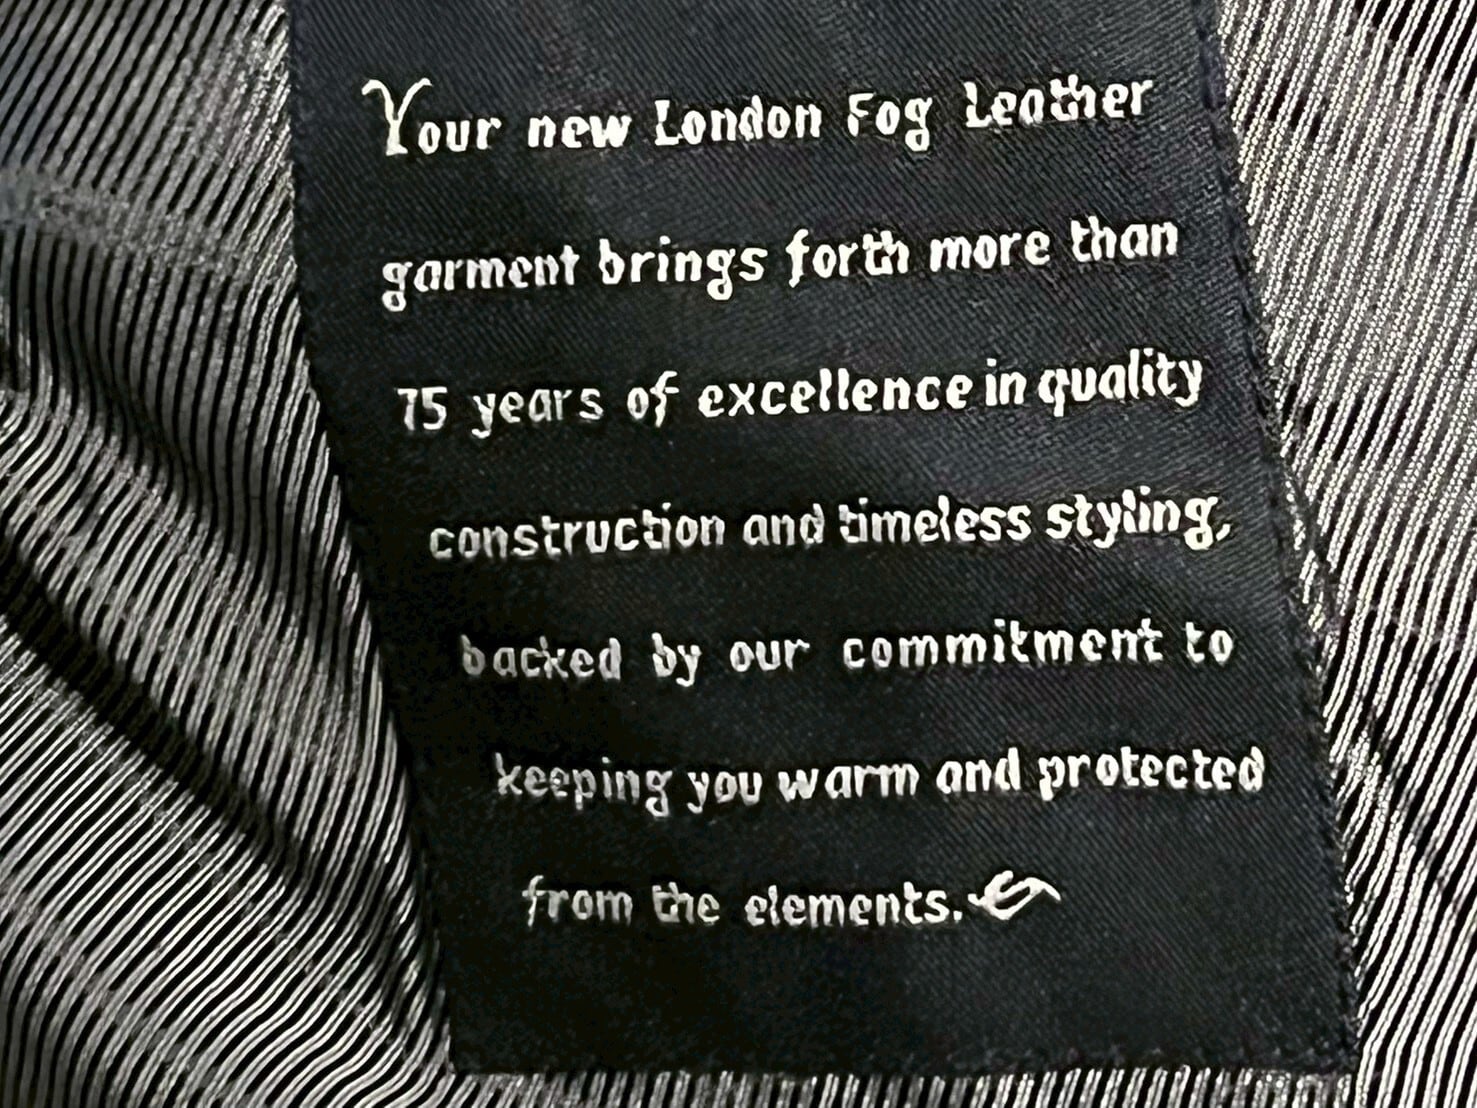 Your new London Fog Leather
garment brings forth more than
75 years of excellence in quality
construction and timeless styling,
backed by our commitment to
keeping you warm and protected
from the elements.